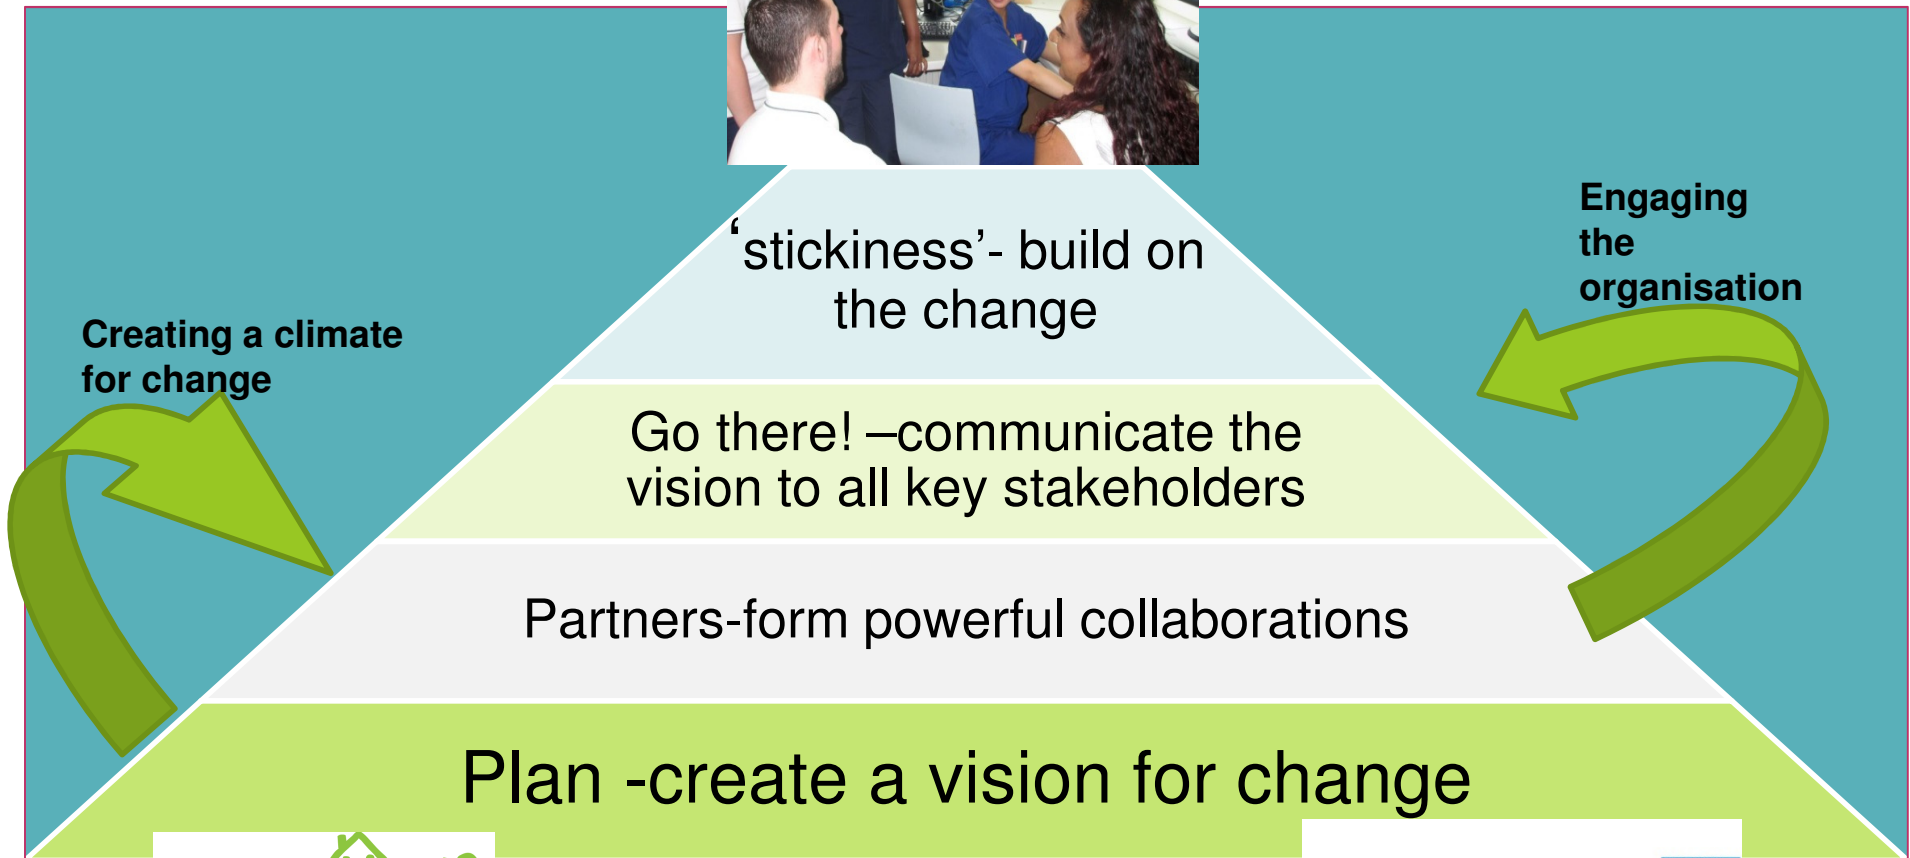 ‘stickiness’- build on
the change
Engaging
the
organisation
Creating a climate
for change
Go there! –communicate the
vision to all key stakeholders
Partners-form powerful collaborations
Plan -create a vision for change